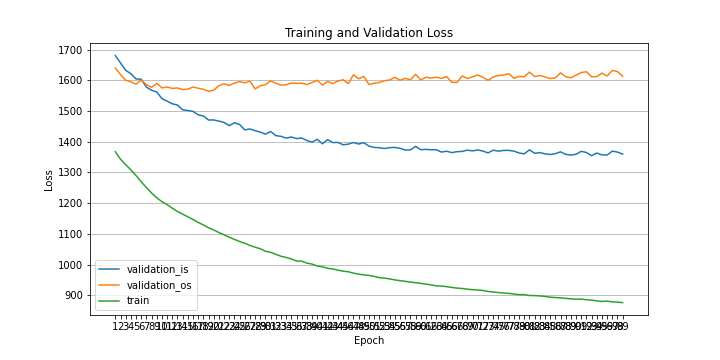 Training and Validation Loss
1700
1600
1500
1400
1300
1200
1100
1000
900
Loss
validation_is
validation_os
train
Epoch